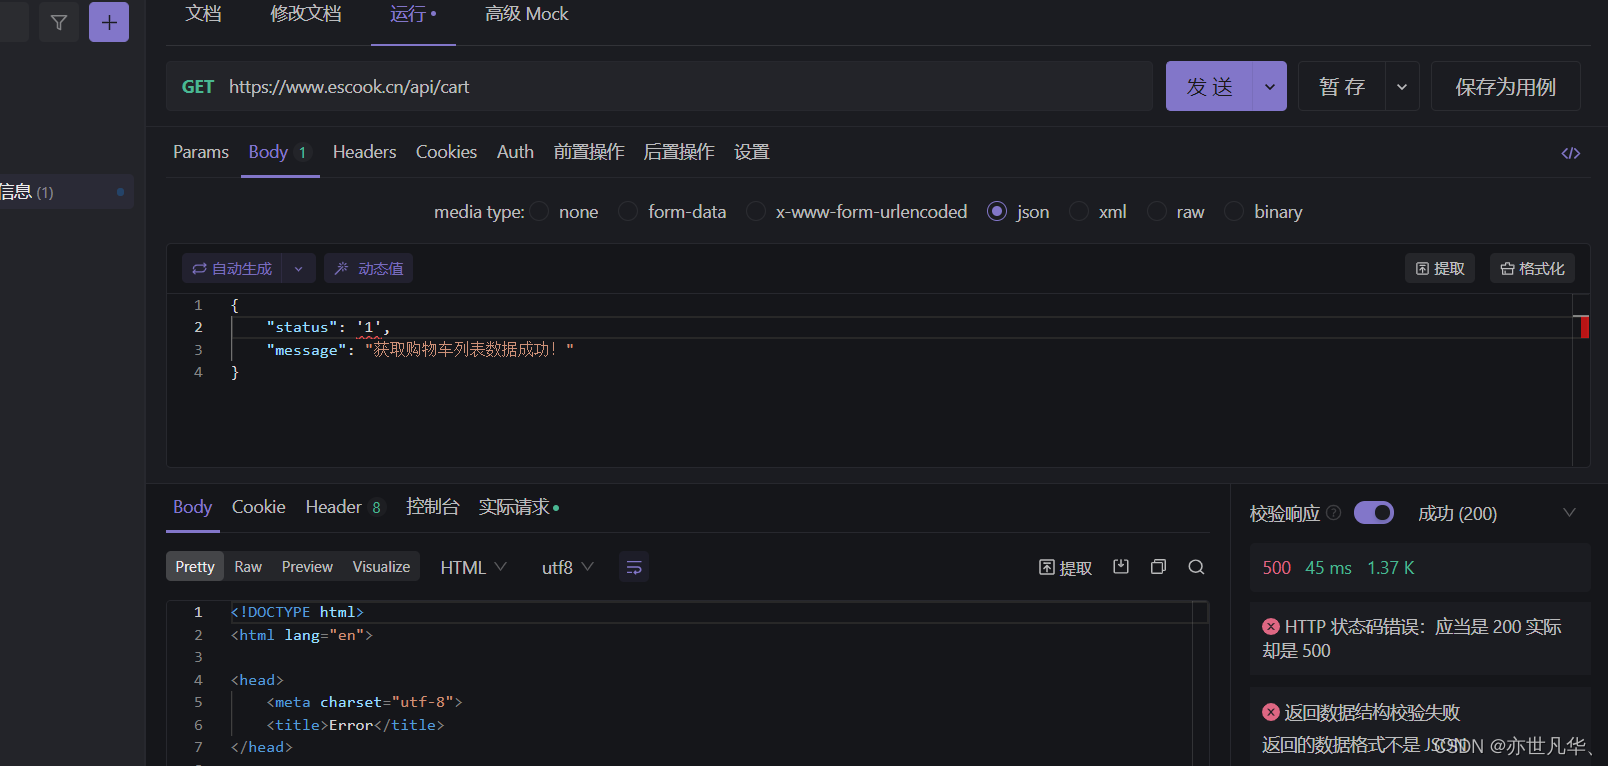 文档 修改文档 运行 高级 Mock
GET https://www.escook.cn/api/cart 发 送 暂 存 保存为用例
Params Body 1 Headers Cookies Auth 前置操作 后置操作 设置 </>
信息 (1)
media type: none form-data x-www-form-urlencoded json xml raw binary
自动生成 动态值 提取 格式化
1 {
2 "status": '1',
3 "message": "获取购物车列表数据成功！"
4 }
Body Cookie Header 8 控制台 实际请求
校验响应 ? 成功 (200)
Pretty Raw Preview Visualize HTML utf8 提取
500 45 ms 1.37 K
1 <!DOCTYPE html>
2 <html lang="en">
3
4 <head>
5 <meta charset="utf-8">
6 <title>Error</title>
7 </head>
HTTP 状态码错误：应当是 200 实际
却是 500
返回数据结构校验失败
返回的数据格式不是 JSON
CSDN @亦世凡华、